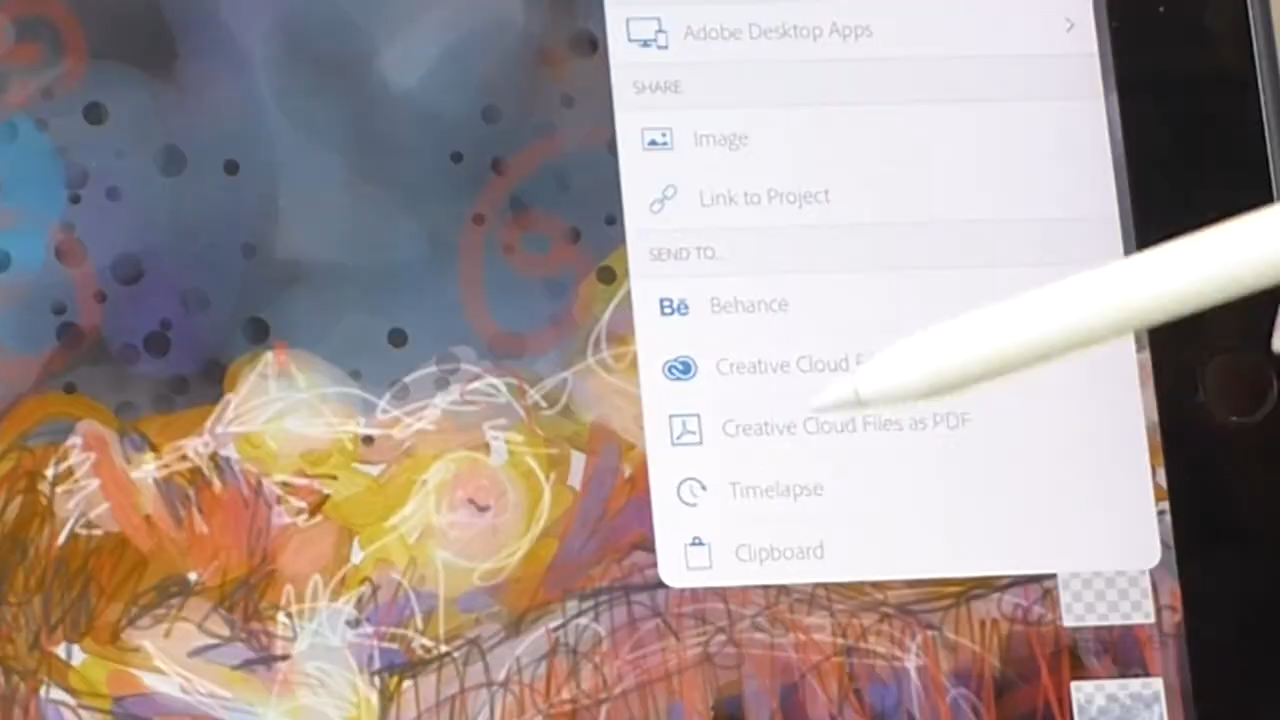 Adobe Desktop Apps
SHARE
Image
Link to Project
SEND TO...
Bē Behance
Creative Cloud
Creative Cloud Files as PDF
Timelapse
Clipboard